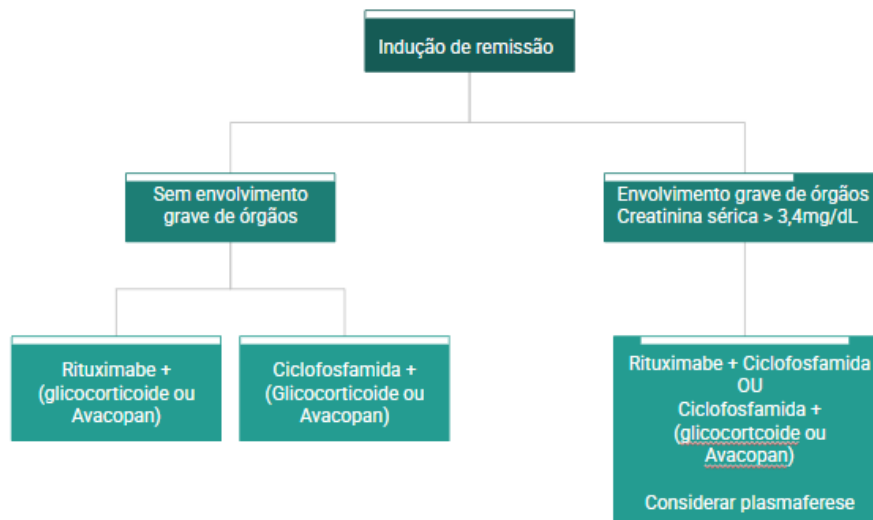 Indução de remissão
Sem envolvimento
grave de órgãos
Envolvimento grave de órgãos
Creatinina sérica > 3,4mg/dL
Rituximabe +
(glicocorticoide ou
Avacopan)
Ciclofosfamida +
(Glicocorticoide ou
Avacopan)
Rituximabe + Ciclofosfamida
OU
Ciclofosfamida +
(glicocortcoide ou
Avacopan)
Considerar plasmaferese